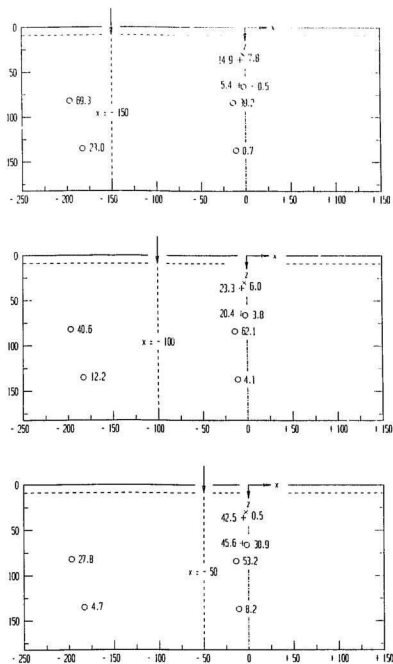 x
0
z
14.9 + × 7.8
50
5.4 + - 0.5
69.3
39.2
100
x = - 150
150
23.0
0.7
- 250 - 200 - 150 - 100 - 50 0 + 50 + 100 + 150
x
0
z
23.3 + × 6.0
50
20.4 + 3.8
40.6
62.1
100
x = - 100
150
12.2
4.1
- 250 - 200 - 150 - 100 - 50 0 + 50 + 100 + 150
x
0
z
42.5 + × 0.5
50
45.6 + 30.9
27.8
53.2
100
x = - 50
150
4.7
8.2
- 250 - 200 - 150 - 100 - 50 0 + 50 + 100 + 150